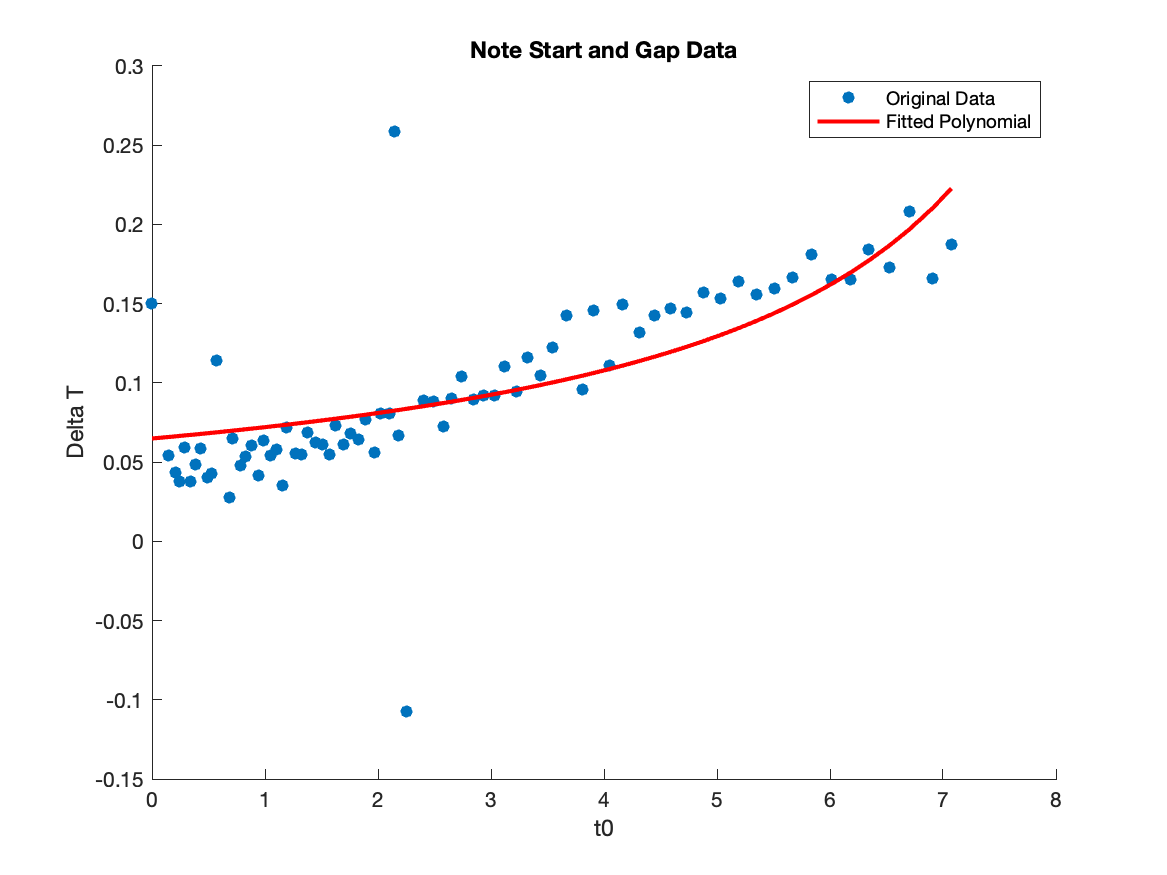 Note Start and Gap Data
Original Data
Fitted Polynomial
0.3
0.25
0.2
0.15
0.1
0.05
0
-0.05
-0.1
-0.15
Delta T
0 1 2 3 4 5 6 7 8
t0